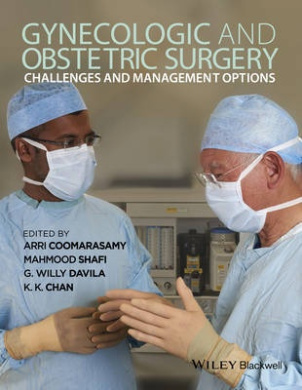 GYNECOLOGIC AND
OBSTETRIC SURGERY
CHALLENGES AND MANAGEMENT OPTIONS
EDITED BY
ARRI COOMARASAMY
MAHMOOD SHAFI
G. WILLY DAVILA
K. K. CHAN
WILEY Blackwell